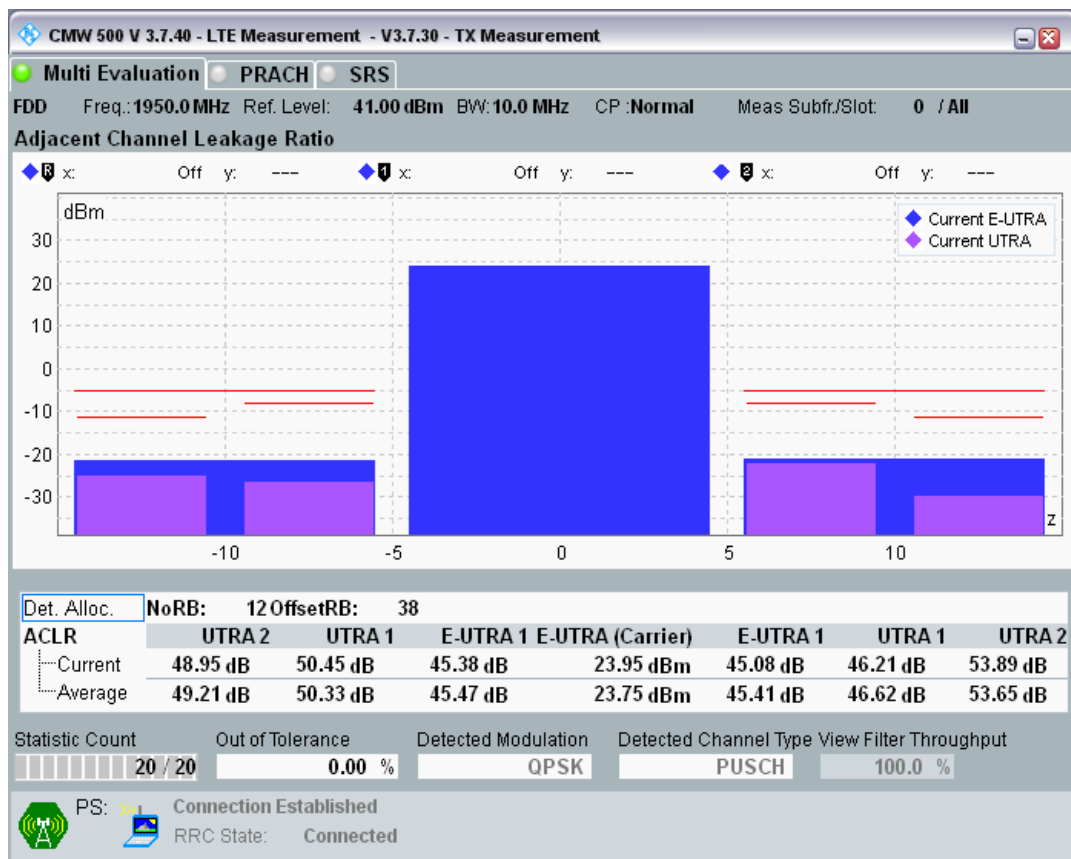 CMW 500 V 3.7.40 - LTE Measurement - V3.7.30 - TX Measurement
Multi Evaluation PRACH SRS
FDD Freq.:1950.0 MHz Ref. Level: 41.00 dBm BW:10.0 MHz CP :Normal Meas Subfr./Slot: 0 / All
Adjacent Channel Leakage Ratio
R x: Off y: --- 1 x: Off y: --- 2 x: Off y: ---
dBm
Current E-UTRA
Current UTRA
30
20
10
0
-10
-20
-30
z
-10 -5 0 5 10
Det. Alloc. NoRB: 12 OffsetRB: 38
ACLR UTRA 2 UTRA 1 E-UTRA 1 E-UTRA (Carrier) E-UTRA 1 UTRA 1 UTRA 2
Current 48.95 dB 50.45 dB 45.38 dB 23.95 dBm 45.08 dB 46.21 dB 53.89 dB
Average 49.21 dB 50.33 dB 45.47 dB 23.75 dBm 45.41 dB 46.62 dB 53.65 dB
Statistic Count Out of Tolerance Detected Modulation Detected Channel Type View Filter Throughput
20 / 20 0.00 % QPSK PUSCH 100.0 %
PS: Connection Established
RRC State: Connected